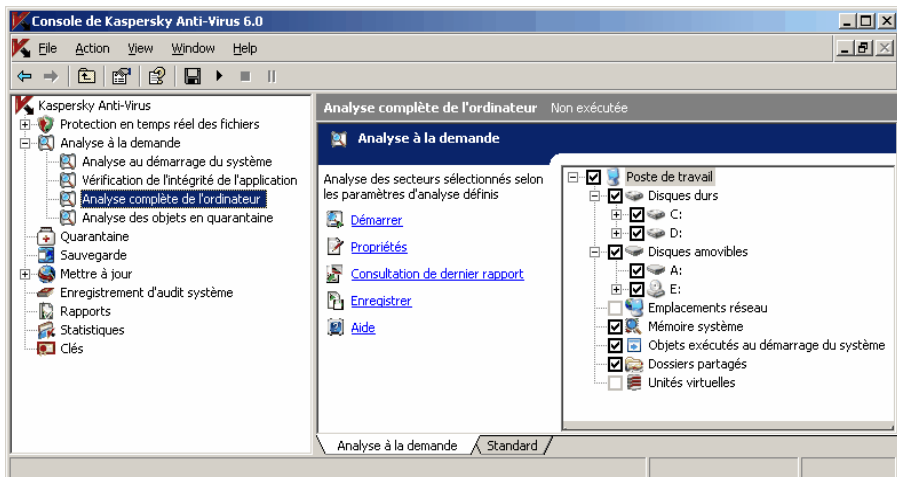 Console de Kaspersky Anti-Virus 6.0
File Action View Window Help
Kaspersky Anti-Virus
Protection en temps réel des fichiers
Analyse à la demande
Analyse au démarrage du système
Vérification de l'intégrité de l'application
Analyse complète de l'ordinateur
Analyse des objets en quarantaine
Quarantaine
Sauvegarde
Mettre à jour
Enregistrement d'audit système
Rapports
Statistiques
Clés
Analyse complète de l'ordinateur Non exécutée
Analyse à la demande
Analyse des secteurs sélectionnés selon
les paramètres d'analyse définis
Démarrer
Propriétés
Consultation de dernier rapport
Enregistrer
Aide
Poste de travail
Disques durs
C:
D:
Disques amovibles
A:
E:
Emplacements réseau
Mémoire système
Objets exécutés au démarrage du système
Dossiers partagés
Unités virtuelles
Analyse à la demande Standard